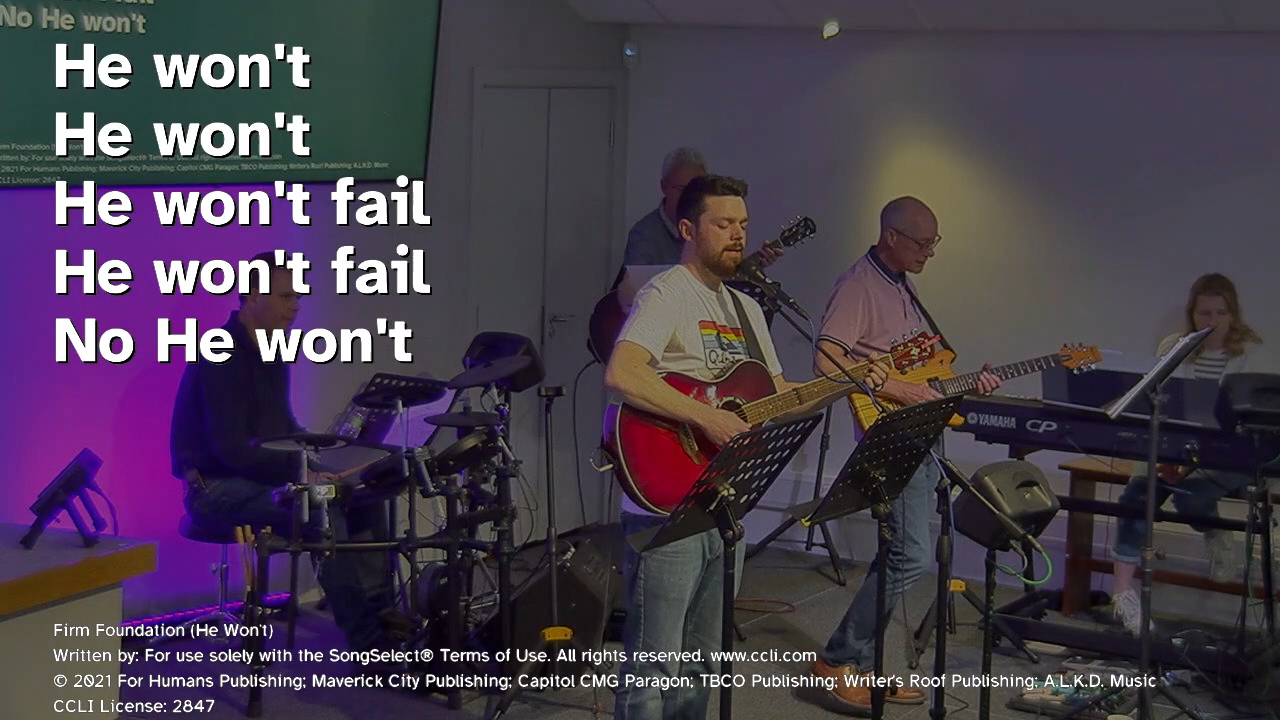 No He won't
He won't
He won't
He won't fail
He won't fail
No He won't
YAMAHA CP
Firm Foundation (He Won't)
Written by: For use solely with the SongSelect® Terms of Use. All rights reserved. www.ccli.com
© 2021 For Humans Publishing; Maverick City Publishing; Capitol CMG Paragon; TBCO Publishing; Writer's Roof Publishing; A.L.K.D. Music
CCLI License: 2847